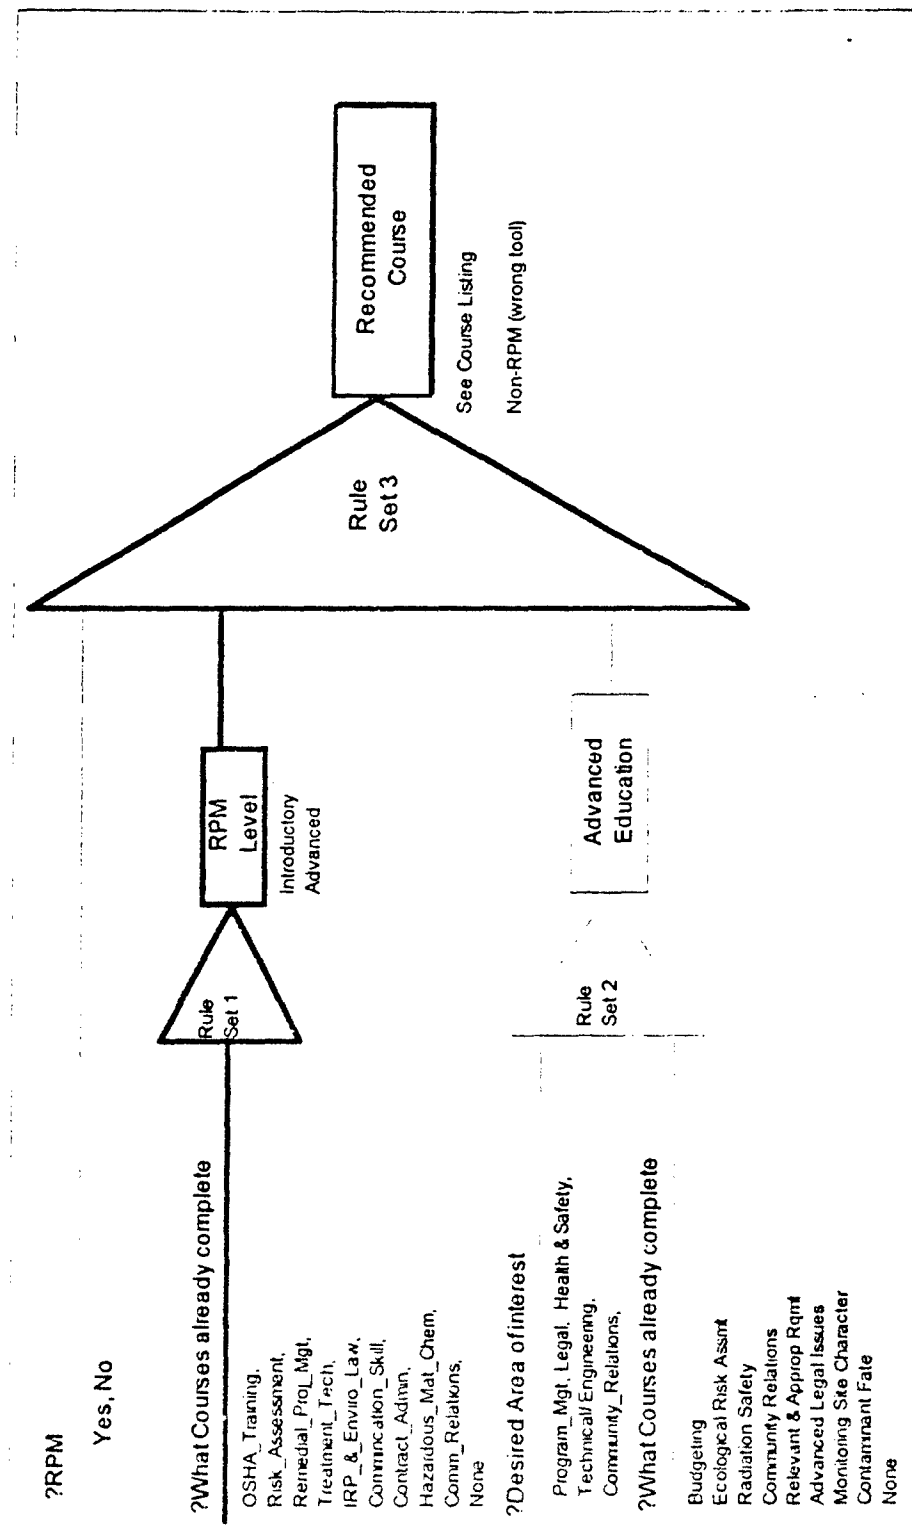 ?RPM
Yes, No
?What Courses already complete
OSHA_Training,
Risk_Assessment,
Remedial_Proj_Mgt,
Treatment_Tech,
IRP_&_Enviro_Law,
Commincation_Skill,
Contract_Admin,
Hazardous_Mat_Chem,
Comm_Relations,
None
?Desired Area of interest
Program_Mgt, Legal, Health & Safety,
Technical/ Engineering,
Community_Relations,
?What Courses already complete
Budgeting
Ecological Risk Assmt
Radiation Safety
Community Relations
Relevant & Approp Rqmt
Advanced Legal Issues
Monitoring Site Character
Contaminant Fate
None
Rule
Set 1
RPM
Level
Introductory
Advanced
Rule
Set 2
Advanced
Education
Rule
Set 3
Recommended
Course
See Course Listing
Non-RPM (wrong tool)